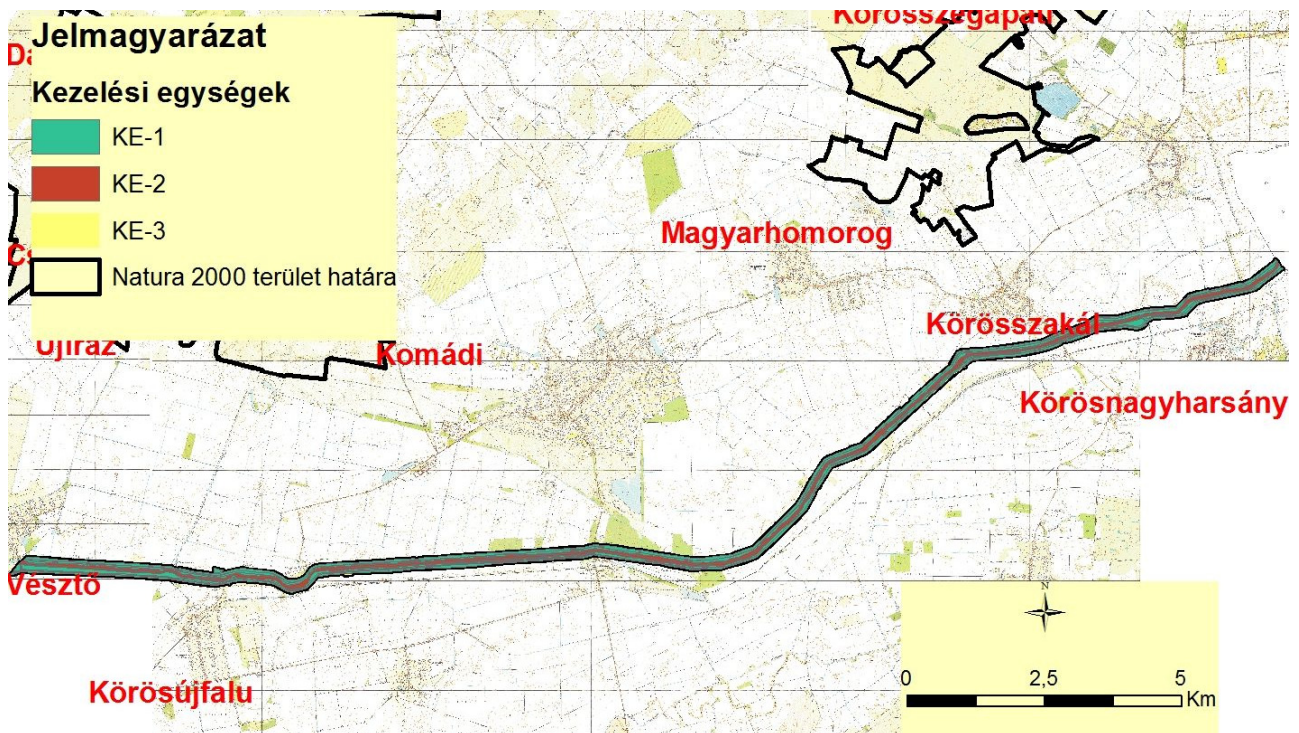 Körösszegapáti
Jelmagyarázat
Kezelési egységek
KE-1
KE-2
KE-3
Natura 2000 terület határa
Magyarhomorog
Körösszakál
Újiráz
Komádi
Körösnagyharsány
Vésztő
Körösújfalu
N
0 2,5 5
Km